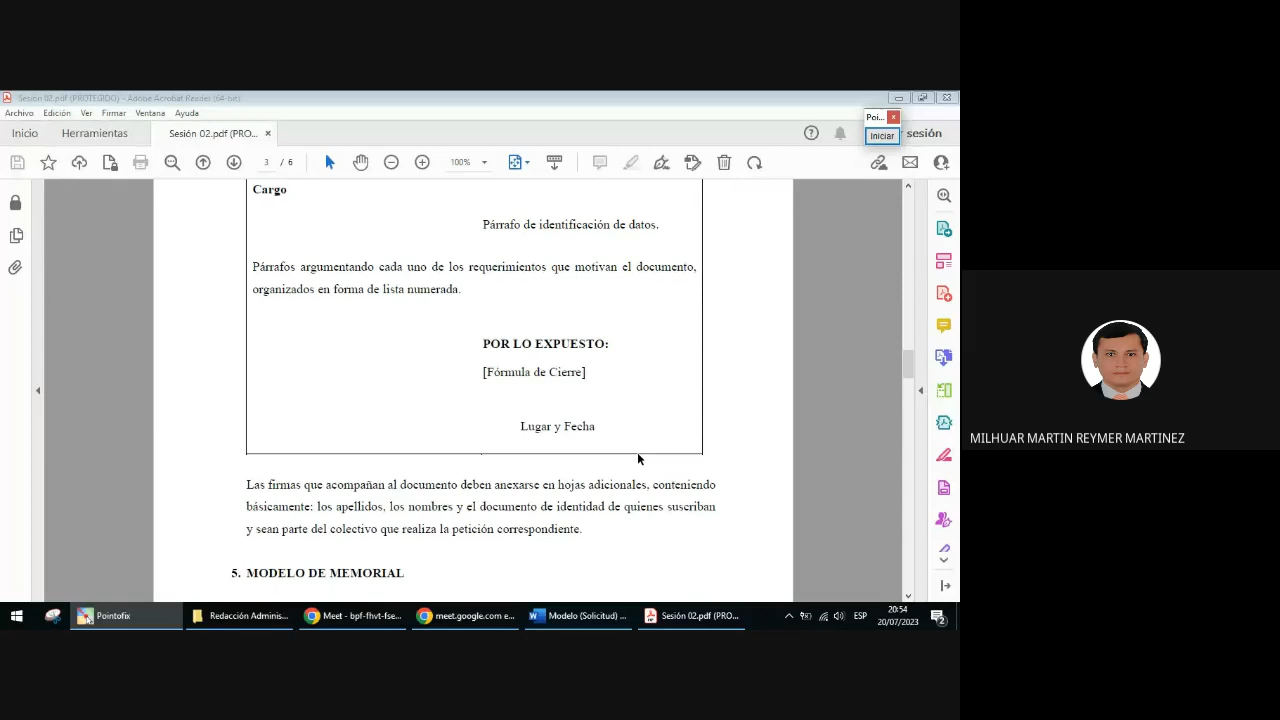 Sesión 02.pdf (PROTEGIDO) - Adobe Acrobat Reader (64-bit)
Archivo Edición Ver Firmar Ventana Ayuda
Poi...
Iniciar
Inicio Herramientas Sesión 02.pdf (PRO... sesión
3 / 6 100%
Cargo
Párrafo de identificación de datos.
Párrafos argumentando cada uno de los requerimientos que motivan el documento,
organizados en forma de lista numerada.
POR LO EXPUESTO:
[Fórmula de Cierre]
Lugar y Fecha
Las firmas que acompañan al documento deben anexarse en hojas adicionales, conteniendo
básicamente: los apellidos, los nombres y el documento de identidad de quienes suscriban
y sean parte del colectivo que realiza la petición correspondiente.
5. MODELO DE MEMORIAL
MILHUAR MARTIN REYMER MARTINEZ
Pointofix Redacción Adminis... Meet - bpf-fhvt-fse... meet.google.com e... Modelo (Solicitud) ... Sesión 02.pdf (PRO... ESP
20:54
20/07/2023
2